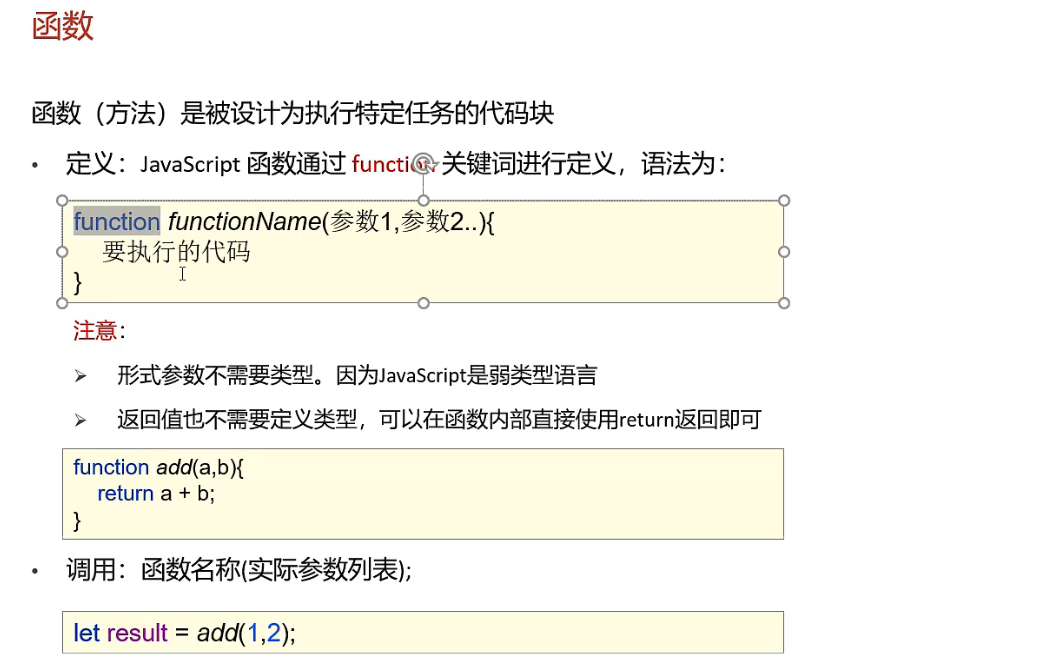 函数
函数（方法）是被设计为执行特定任务的代码块
• 定义：JavaScript 函数通过 function 关键词进行定义，语法为：
function functionName(参数1,参数2..){
要执行的代码
}
注意：
➢ 形式参数不需要类型。因为JavaScript是弱类型语言
➢ 返回值也不需要定义类型，可以在函数内部直接使用return返回即可
function add(a,b){
return a + b;
}
• 调用：函数名称(实际参数列表);
let result = add(1,2);